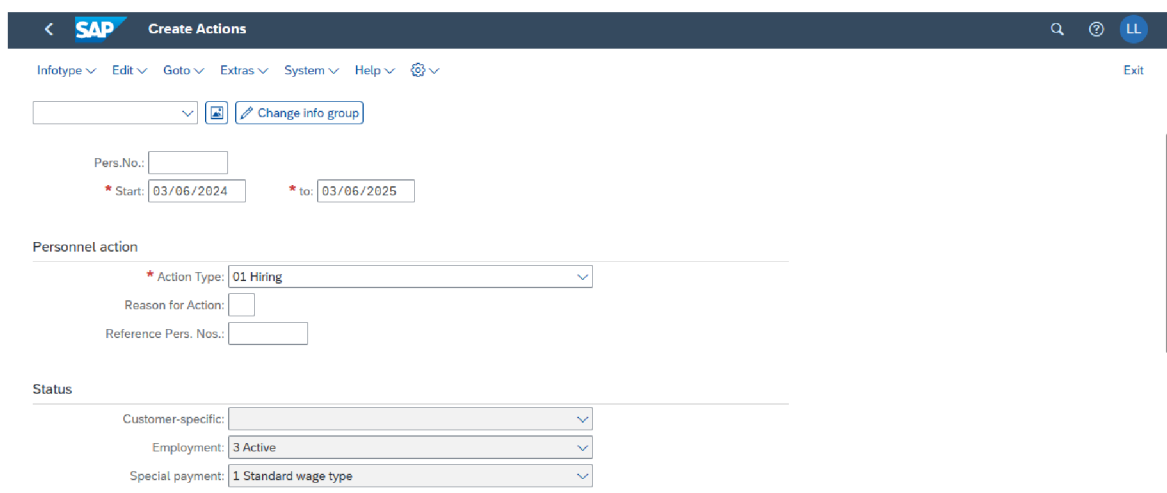 SAP Create Actions LL
Infotype Edit Goto Extras System Help Exit
Change info group
Pers.No.:
* Start: 03/06/2024 * to: 03/06/2025
Personnel action
* Action Type: 01 Hiring
Reason for Action:
Reference Pers. Nos.:
Status
Customer-specific:
Employment: 3 Active
Special payment: 1 Standard wage type